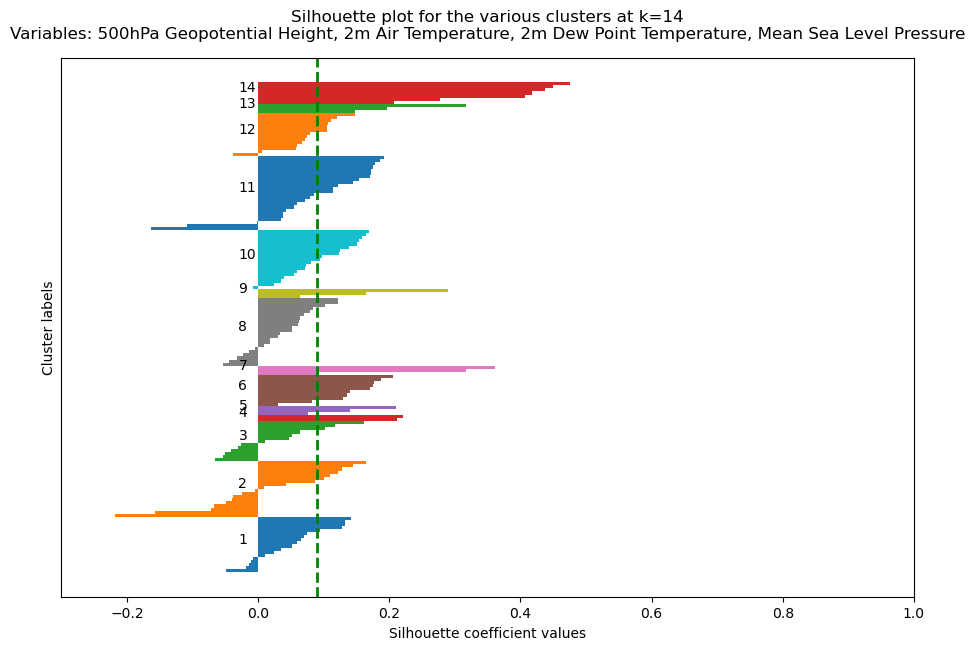 Silhouette plot for the various clusters at k=14
Variables: 500hPa Geopotential Height, 2m Air Temperature, 2m Dew Point Temperature, Mean Sea Level Pressure
14
13
12
11
10
9
8
7
6
5
4
3
2
1
Cluster labels
−0.2 0.0 0.2 0.4 0.6 0.8 1.0
Silhouette coefficient values